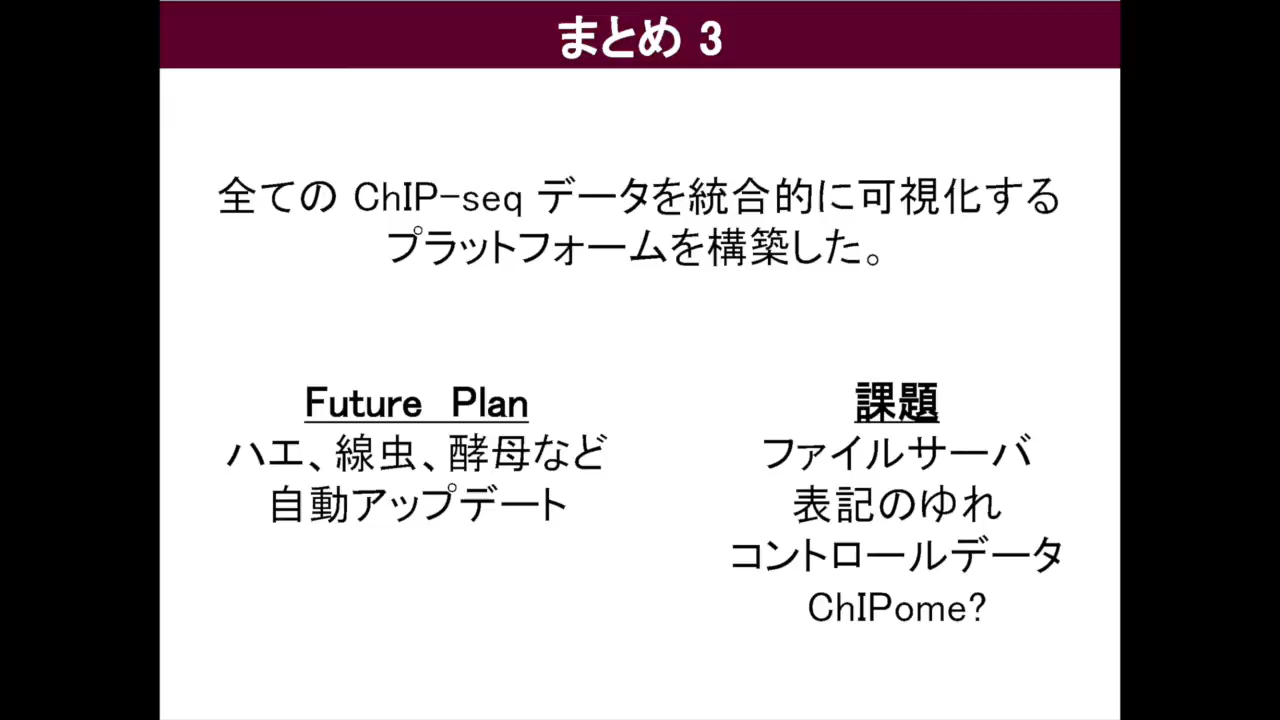 まとめ 3
全ての ChIP-seq データを統合的に可視化する
プラットフォームを構築した。
Future Plan
ハエ、線虫、酵母など
自動アップデート
課題
ファイルサーバ
表記のゆれ
コントロールデータ
ChIPome?